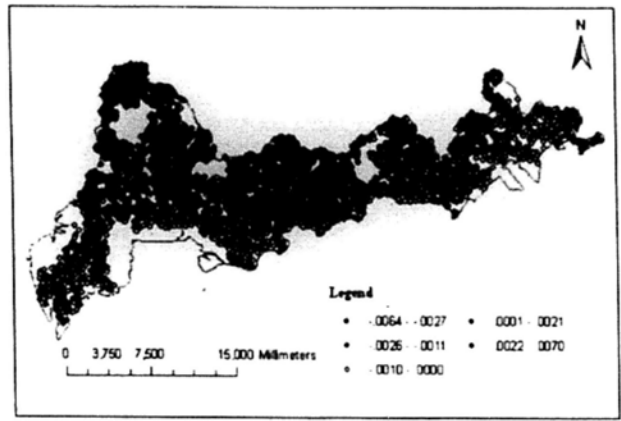 N
Legend
-.0064 - -.0027
.0001 - .0021
-.0026 - -.0011
.0022 - .0070
-.0010 - .0000
0 3,750 7,500 15,000 Millimeters